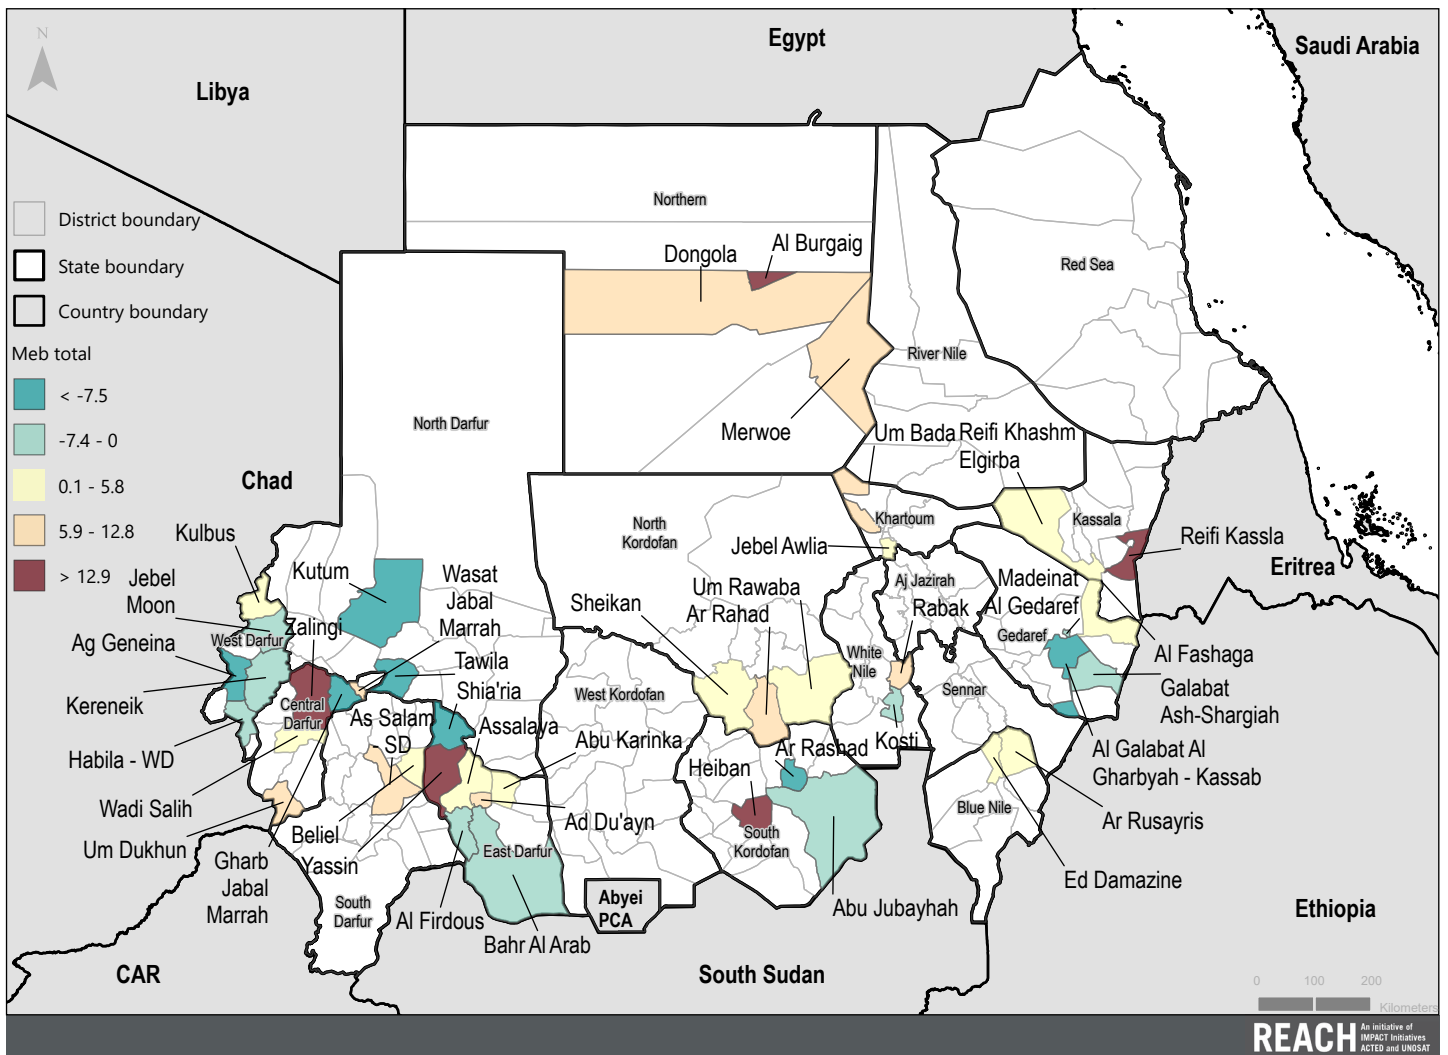 Egypt
Saudi Arabia
N
Libya
Northern
District boundary
State boundary
Country boundary
Al Burgaig
Dongola
Red Sea
River Nile
Meb total
< -7.5
-7.4 - 0
0.1 - 5.8
5.9 - 12.8
> 12.9
North Darfur
Merwoe
Um Bada
Reifi Khashm
Elgirba
Chad
Kulbus
North
Kordofan
Khartoum
Kassala
Reifi Kassla
Jebel Awlia
Eritrea
Jebel
Moon
Kutum
Wasat
Jabal
Marrah
Sheikan
Um Rawaba
Ar Rahad
Aj Jazirah
Rabak
Madeinat
Al Gedaref
Gedaref
Ag Geneina
West Darfur
Zalingi
Tawila
Shia'ria
White
Nile
Al Fashaga
Kereneik
Central
Darfur
As Salam
SD
Assalaya
West Kordofan
Sennar
Galabat
Ash-Shargiah
Habila - WD
Abu Karinka
Ar Rashad
Kosti
Al Galabat Al
Gharbyah - Kassab
Heiban
Wadi Salih
Beliel
Ad Du'ayn
Blue Nile
Ar Rusayris
Um Dukhun
Gharb
Jabal
Marrah
Yassin
East Darfur
South
Kordofan
Ed Damazine
South
Darfur
Al Firdous
Abyei
PCA
Abu Jubayhah
Ethiopia
Bahr Al Arab
CAR
South Sudan
0 100 200
Kilometers
REACH
An initiative of
IMPACT Initiatives
ACTED and UNOSAT